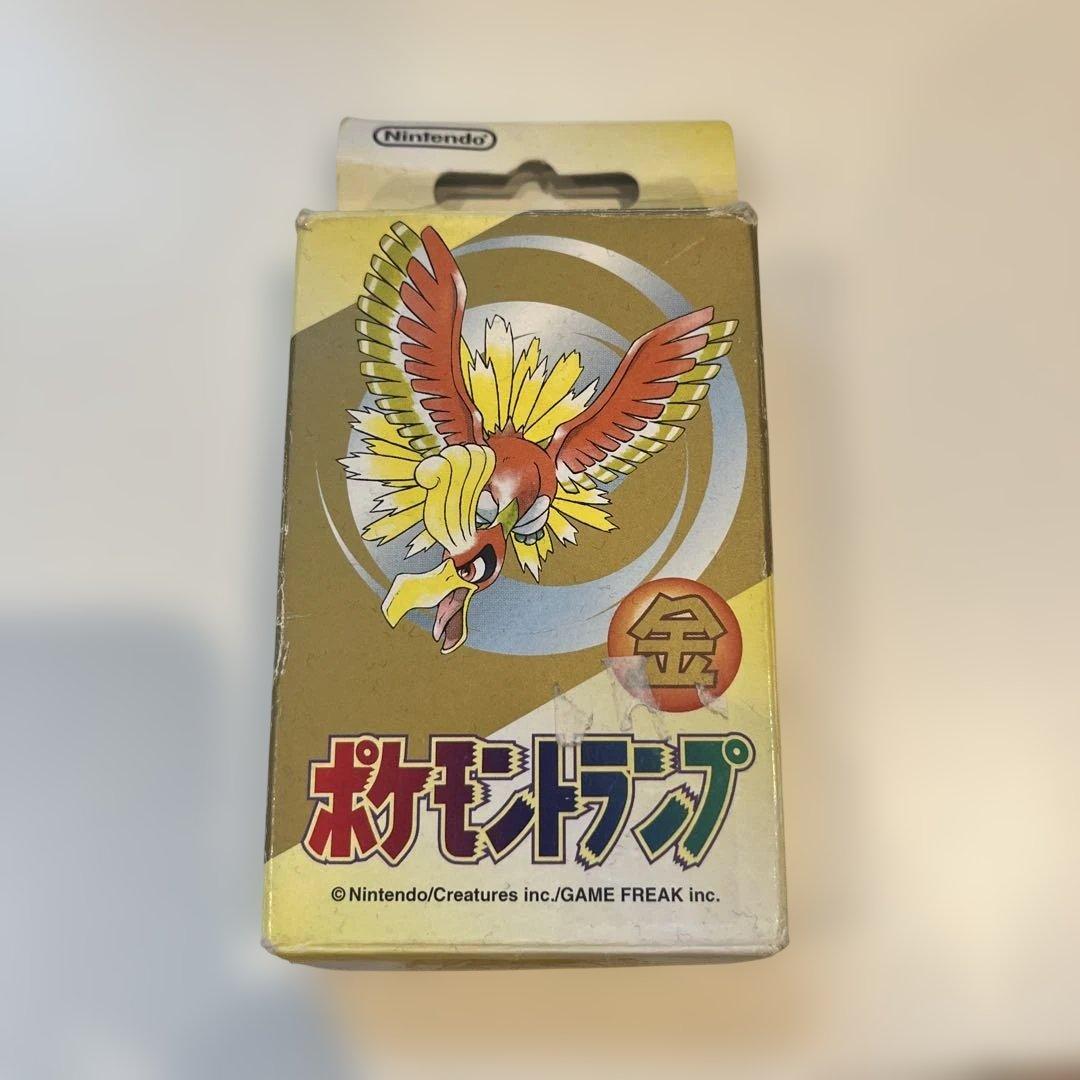 Nintendo
金
ポケモントランプ
©Nintendo/Creatures inc./GAME FREAK inc.